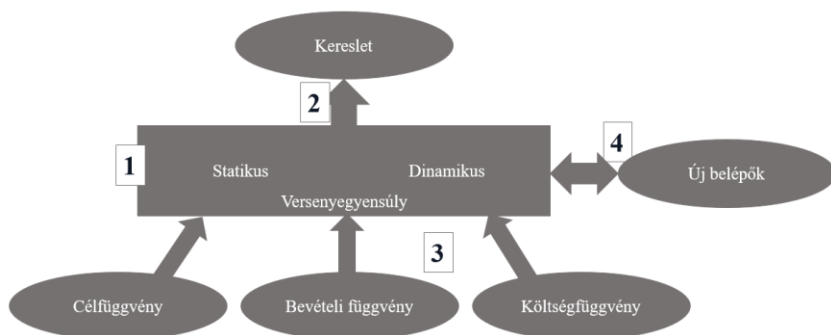 Kereslet
2
1
Statikus
Dinamikus
4
Új belépők
Versenyegyensúly
3
Célfüggvény
Bevételi függvény
Költségfüggvény